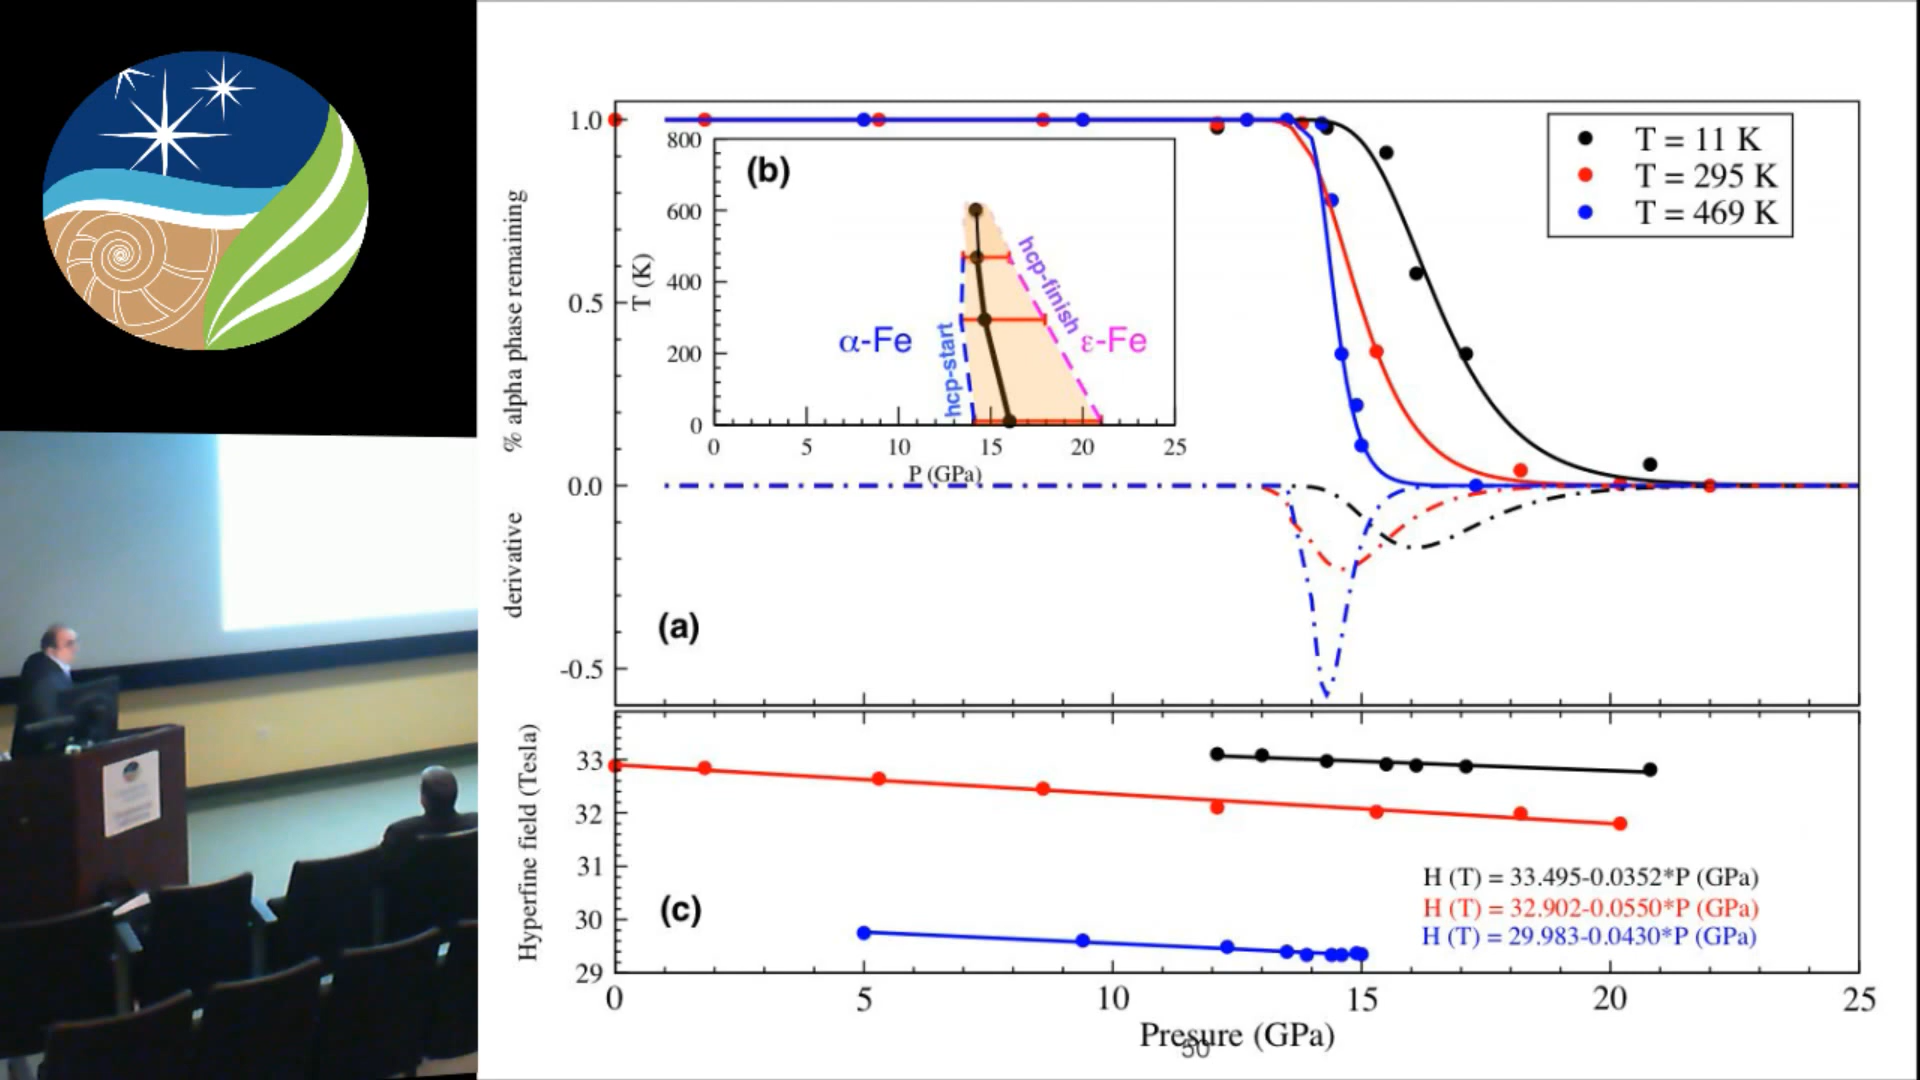 1.0
0.5
0.0
-0.5
% alpha phase remaining
derivative
T = 11 K
T = 295 K
T = 469 K
(b)
800
600
400
200
0
T (K)
α-Fe
hcp-start
hcp-finish
ε-Fe
0 5 10 15 20 25
P (GPa)
(a)
33
32
31
30
29
Hyperfine field (Tesla)
(c)
H (T) = 33.495-0.0352*P (GPa)
H (T) = 32.902-0.0550*P (GPa)
H (T) = 29.983-0.0430*P (GPa)
0 5 10 15 20 25
Presure (GPa)
50